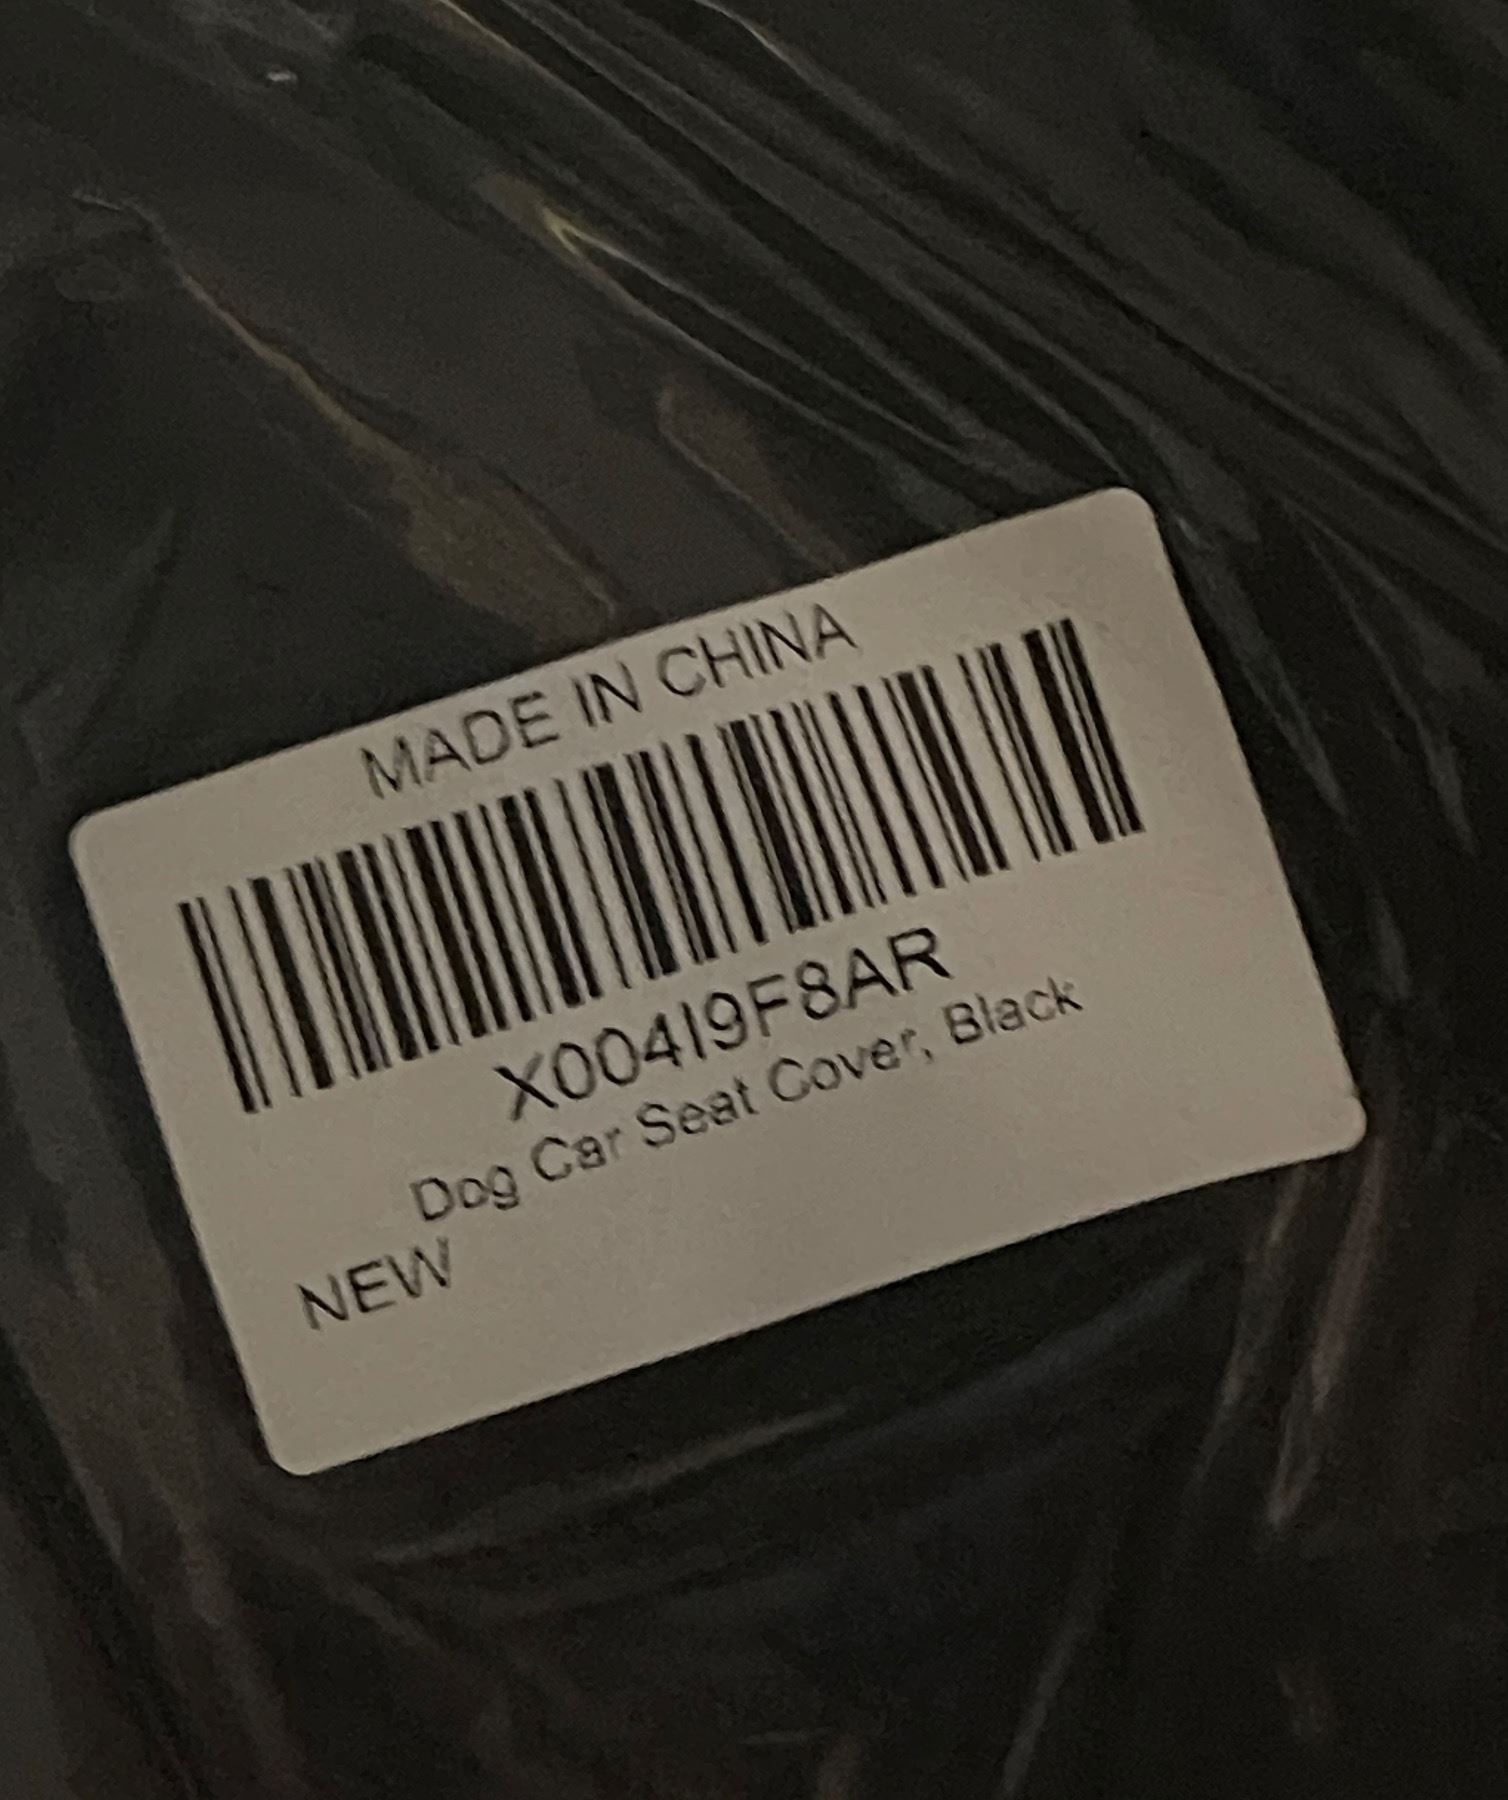 MADE IN CHINA
X004I9F8AR
Dog Car Seat Cover, Black
NEW